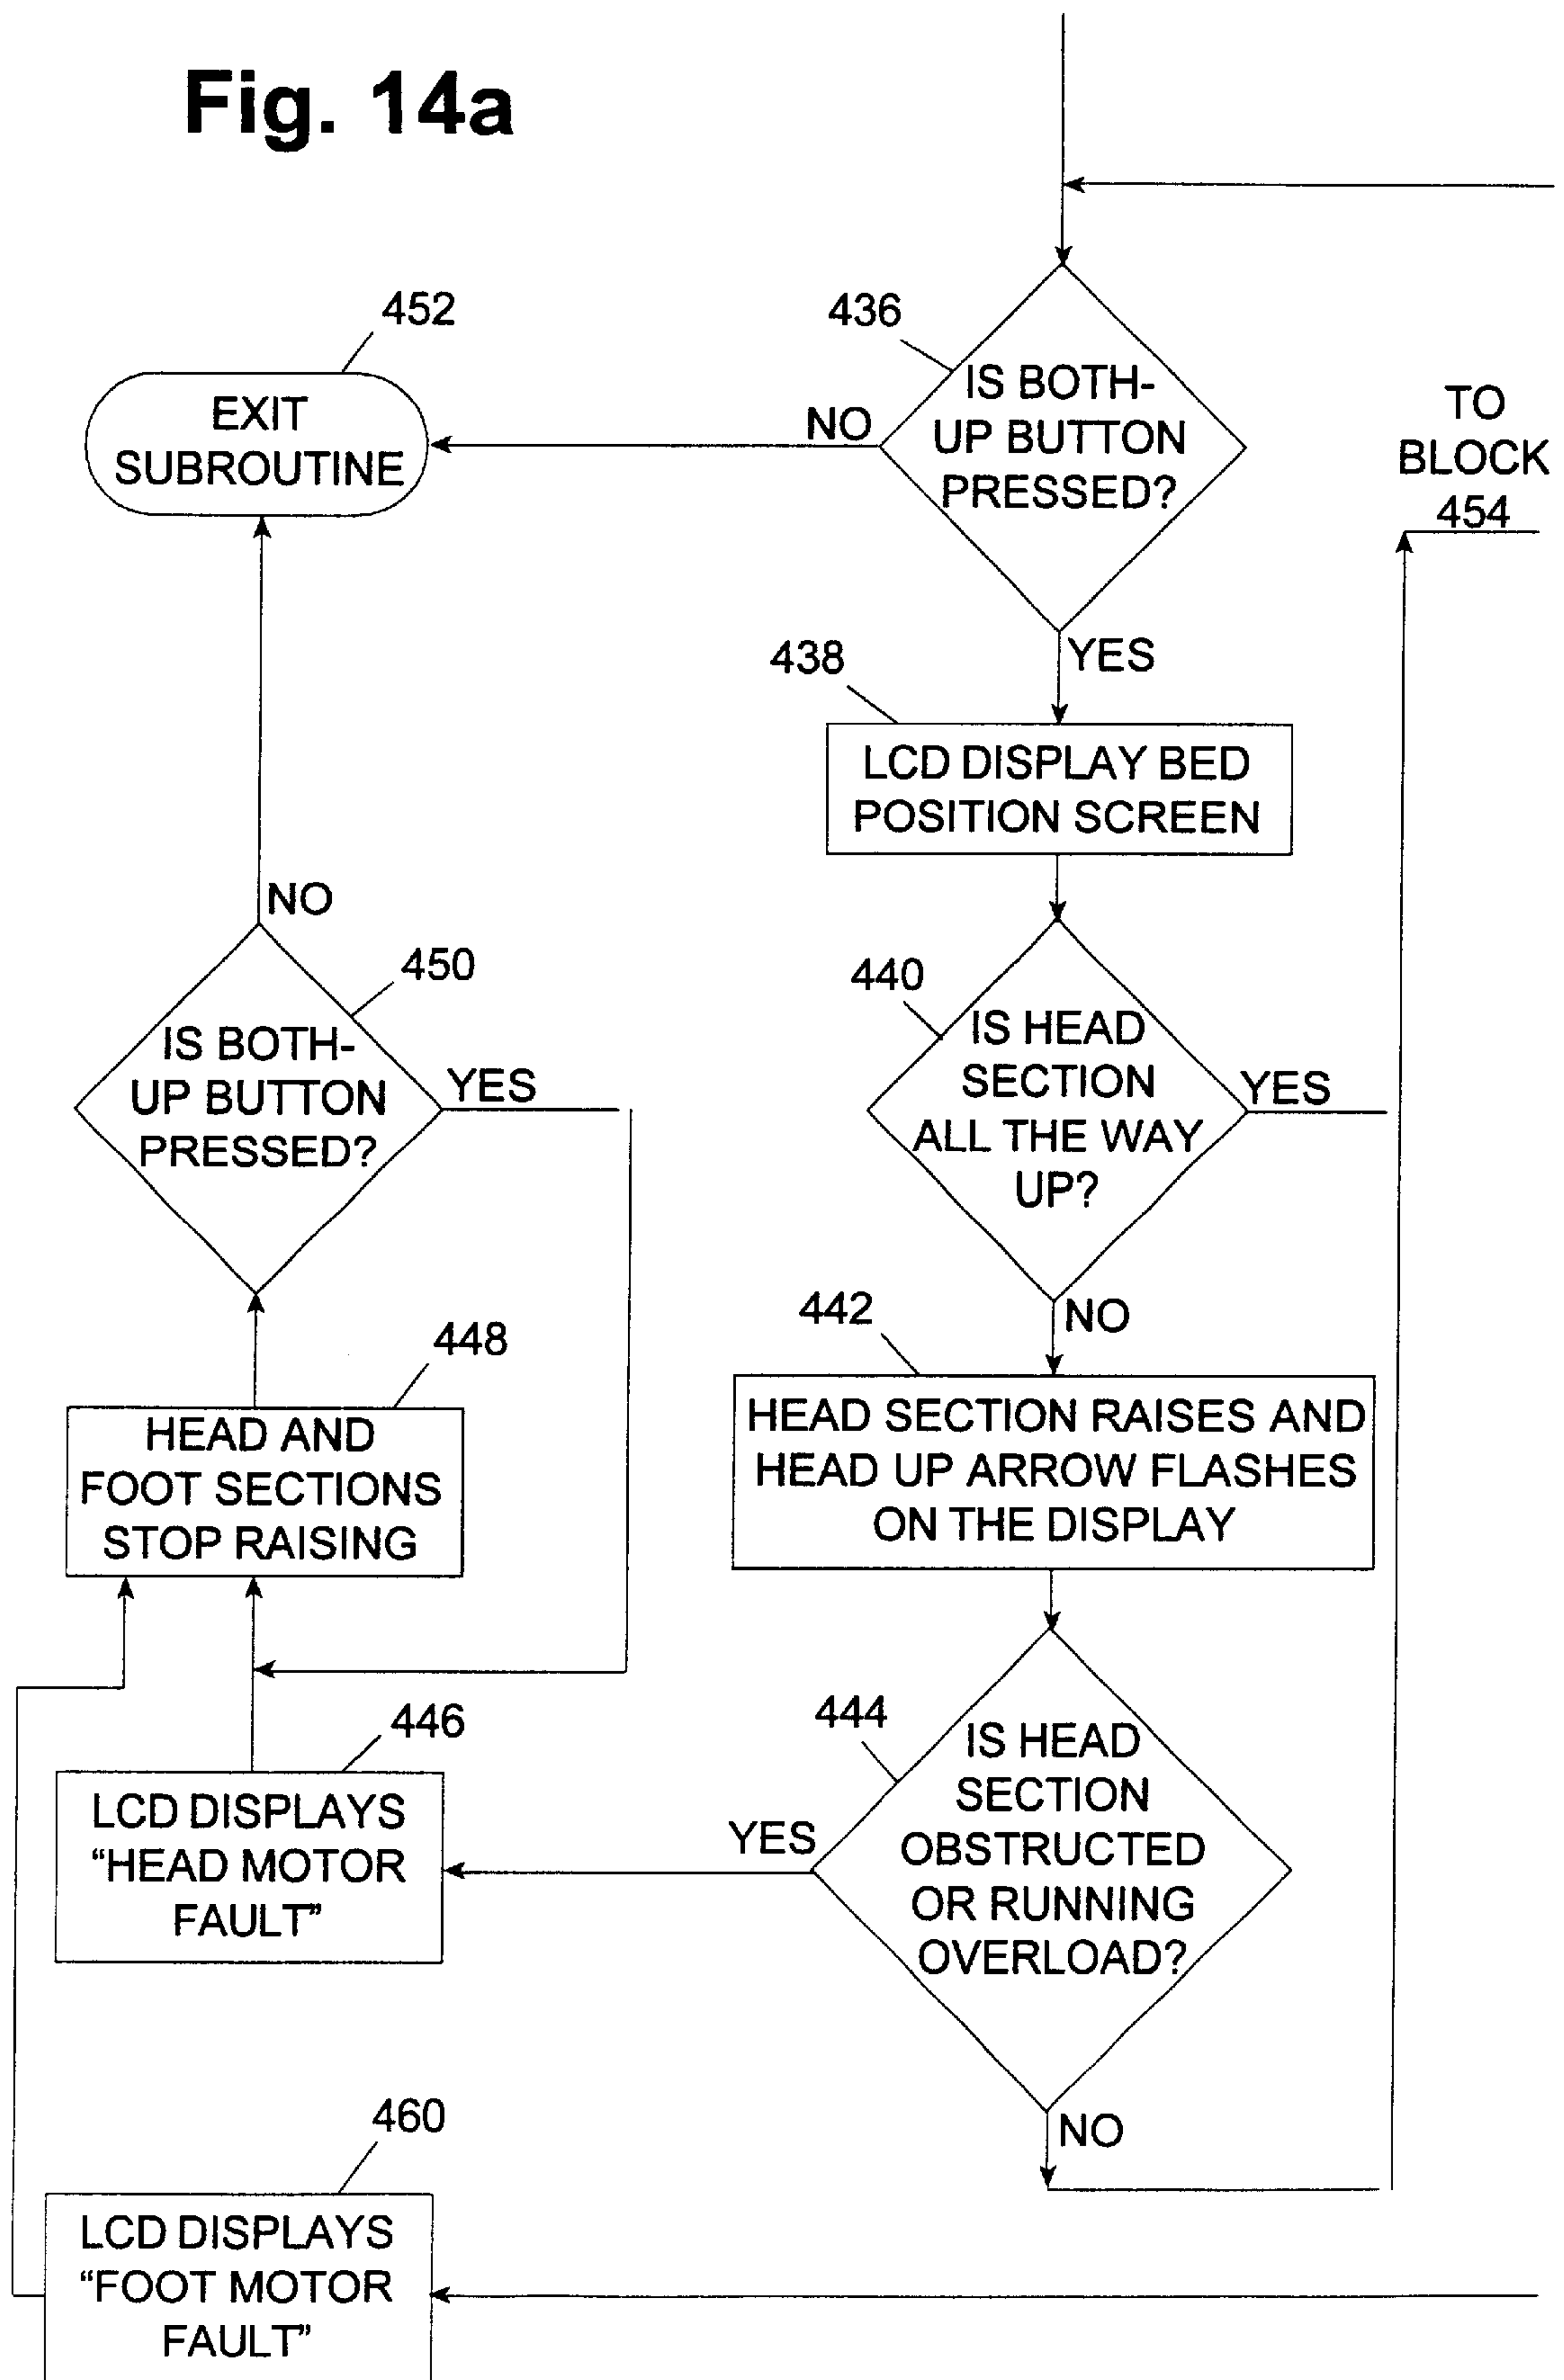 Fig. 14a
452
EXIT
SUBROUTINE
436
IS BOTH-
UP BUTTON
PRESSED?
NO
YES
TO
BLOCK
454
438
LCD DISPLAY BED
POSITION SCREEN
440
IS HEAD
SECTION
ALL THE WAY
UP?
YES
NO
442
HEAD SECTION RAISES AND
HEAD UP ARROW FLASHES
ON THE DISPLAY
444
IS HEAD
SECTION
OBSTRUCTED
OR RUNNING
OVERLOAD?
YES
NO
446
LCD DISPLAYS
“HEAD MOTOR
FAULT”
448
HEAD AND
FOOT SECTIONS
STOP RAISING
450
IS BOTH-
UP BUTTON
PRESSED?
YES
NO
460
LCD DISPLAYS
“FOOT MOTOR
FAULT”